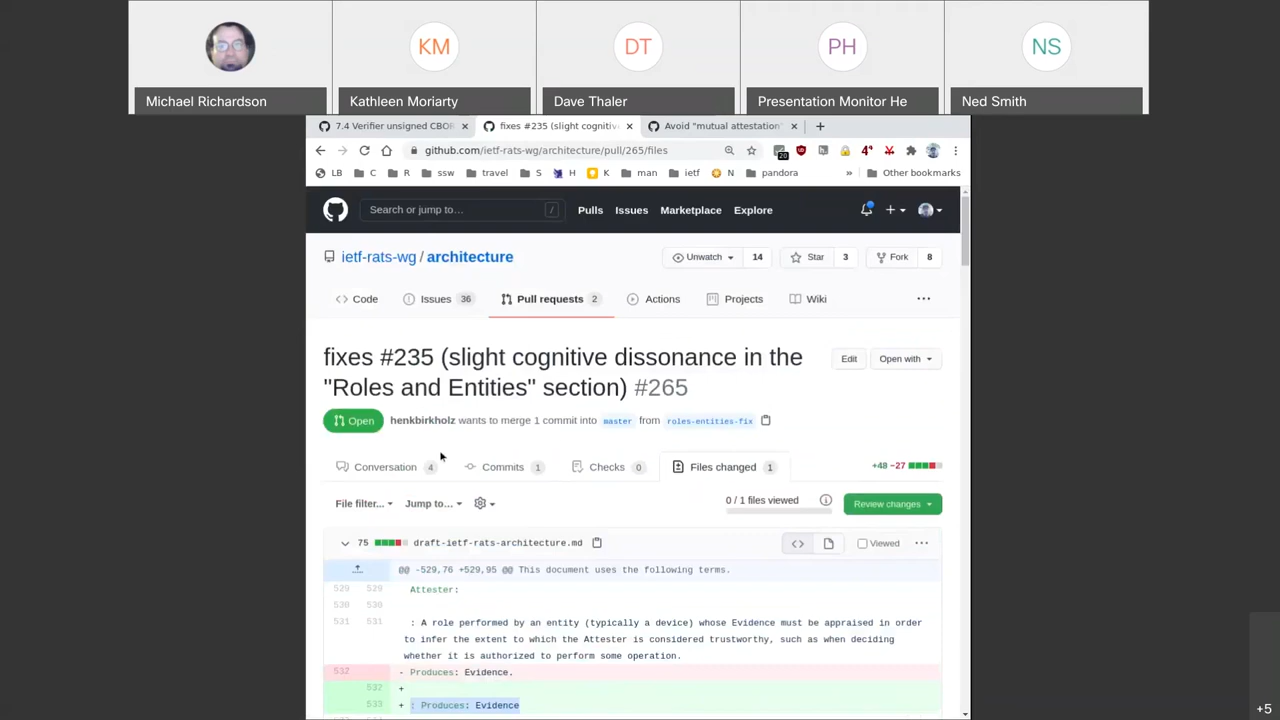 KM
DT
PH
NS
Michael Richardson
Kathleen Moriarty
Dave Thaler
Presentation Monitor He
Ned Smith
7.4 Verifier unsigned CBOR
fixes #235 (slight cognitiv
Avoid "mutual attestation"
github.com/ietf-rats-wg/architecture/pull/265/files
20
4
LB
C
R
ssw
travel
S
H
K
man
ietf
N
pandora
»
Other bookmarks
Search or jump to…
/
Pulls
Issues
Marketplace
Explore
ietf-rats-wg / architecture
Unwatch
14
Star
3
Fork
8
Code
Issues 36
Pull requests 2
Actions
Projects
Wiki
fixes #235 (slight cognitive dissonance in the
"Roles and Entities" section) #265
Edit
Open with
Open
henkbirkholz wants to merge 1 commit into master from roles-entities-fix
Conversation 4
Commits 1
Checks 0
Files changed 1
+48 −27
File filter...
Jump to...
0 / 1 files viewed
Review changes
75
draft-ietf-rats-architecture.md
Viewed
@@ -529,76 +529,95 @@ This document uses the following terms.
529 529 Attester:
530 530
531 531 : A role performed by an entity (typically a device) whose Evidence must be appraised in order
to infer the extent to which the Attester is considered trustworthy, such as when deciding
whether it is authorized to perform some operation.
532 - Produces: Evidence.
532 +
533 + : Produces: Evidence
+5